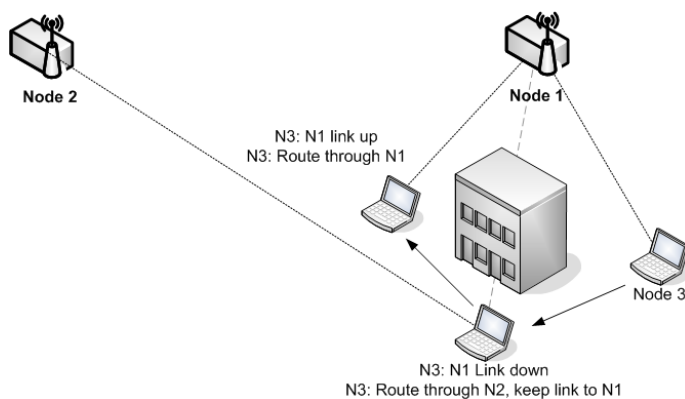 Node 2
Node 1
N3: N1 link up
N3: Route through N1
Node 3
N3: N1 Link down
N3: Route through N2, keep link to N1